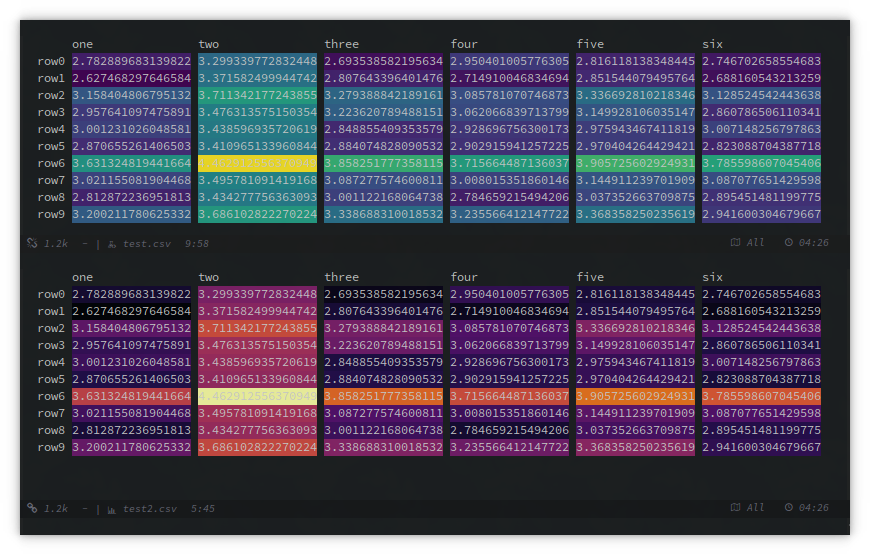 one two three four five six
row0 2.782889683139822 3.299339772832448 2.693538582195634 2.950401005776305 2.816118138348445 2.746702658554683
row1 2.627468297646584 3.371582499944742 2.807643396401476 2.714910046834694 2.851544079495764 2.688160543213259
row2 3.158404806795132 3.711342177243855 3.279388842189161 3.085781070746873 3.336692810218346 3.128524542443638
row3 2.957641097475891 3.476313575150354 3.223620789488151 3.062066839713799 3.149928106035147 2.860786506110341
row4 3.001231026048581 3.438596935720619 2.848855409353579 2.928696756300173 2.975943467411819 3.007148256797863
row5 2.870655261406503 3.410965133960844 2.884074828090532 2.902915941257225 2.970404264429421 2.823088704387718
row6 3.631324819441664 3.858251777358115 3.715664487136037 3.905725602924931 3.785598607045406
row7 3.021155081904468 3.495781091419168 3.087277574600811 3.008015351860146 3.144911239701909 3.087077651429598
row8 2.812872236951813 3.434277756363093 3.001122168064738 2.784659215494206 3.037352663709875 2.895451481199775
row9 3.200211780625332 3.686102822270224 3.338688310018532 3.235566412147722 3.368358250235619 2.941600304679667
1.2k - | test.csv 9:58 All 04:26
one two three four five six
row0 2.782889683139822 3.299339772832448 2.693538582195634 2.950401005776305 2.816118138348445 2.746702658554683
row1 2.627468297646584 3.371582499944742 2.807643396401476 2.714910046834694 2.851544079495764 2.688160543213259
row2 3.158404806795132 3.711342177243855 3.279388842189161 3.085781070746873 3.336692810218346 3.128524542443638
row3 2.957641097475891 3.476313575150354 3.223620789488151 3.062066839713799 3.149928106035147 2.860786506110341
row4 3.001231026048581 3.438596935720619 2.848855409353579 2.928696756300173 2.975943467411819 3.007148256797863
row5 2.870655261406503 3.410965133960844 2.884074828090532 2.902915941257225 2.970404264429421 2.823088704387718
row6 3.631324819441664 4.462912556370949 3.858251777358115 3.715664487136037 3.905725602924931 3.785598607045406
row7 3.021155081904468 3.495781091419168 3.087277574600811 3.008015351860146 3.144911239701909 3.087077651429598
row8 2.812872236951813 3.434277756363093 3.001122168064738 2.784659215494206 3.037352663709875 2.895451481199775
row9 3.200211780625332 3.686102822270224 3.338688310018532 3.235566412147722 3.368358250235619 2.941600304679667
1.2k - | test2.csv 5:45 All 04:26